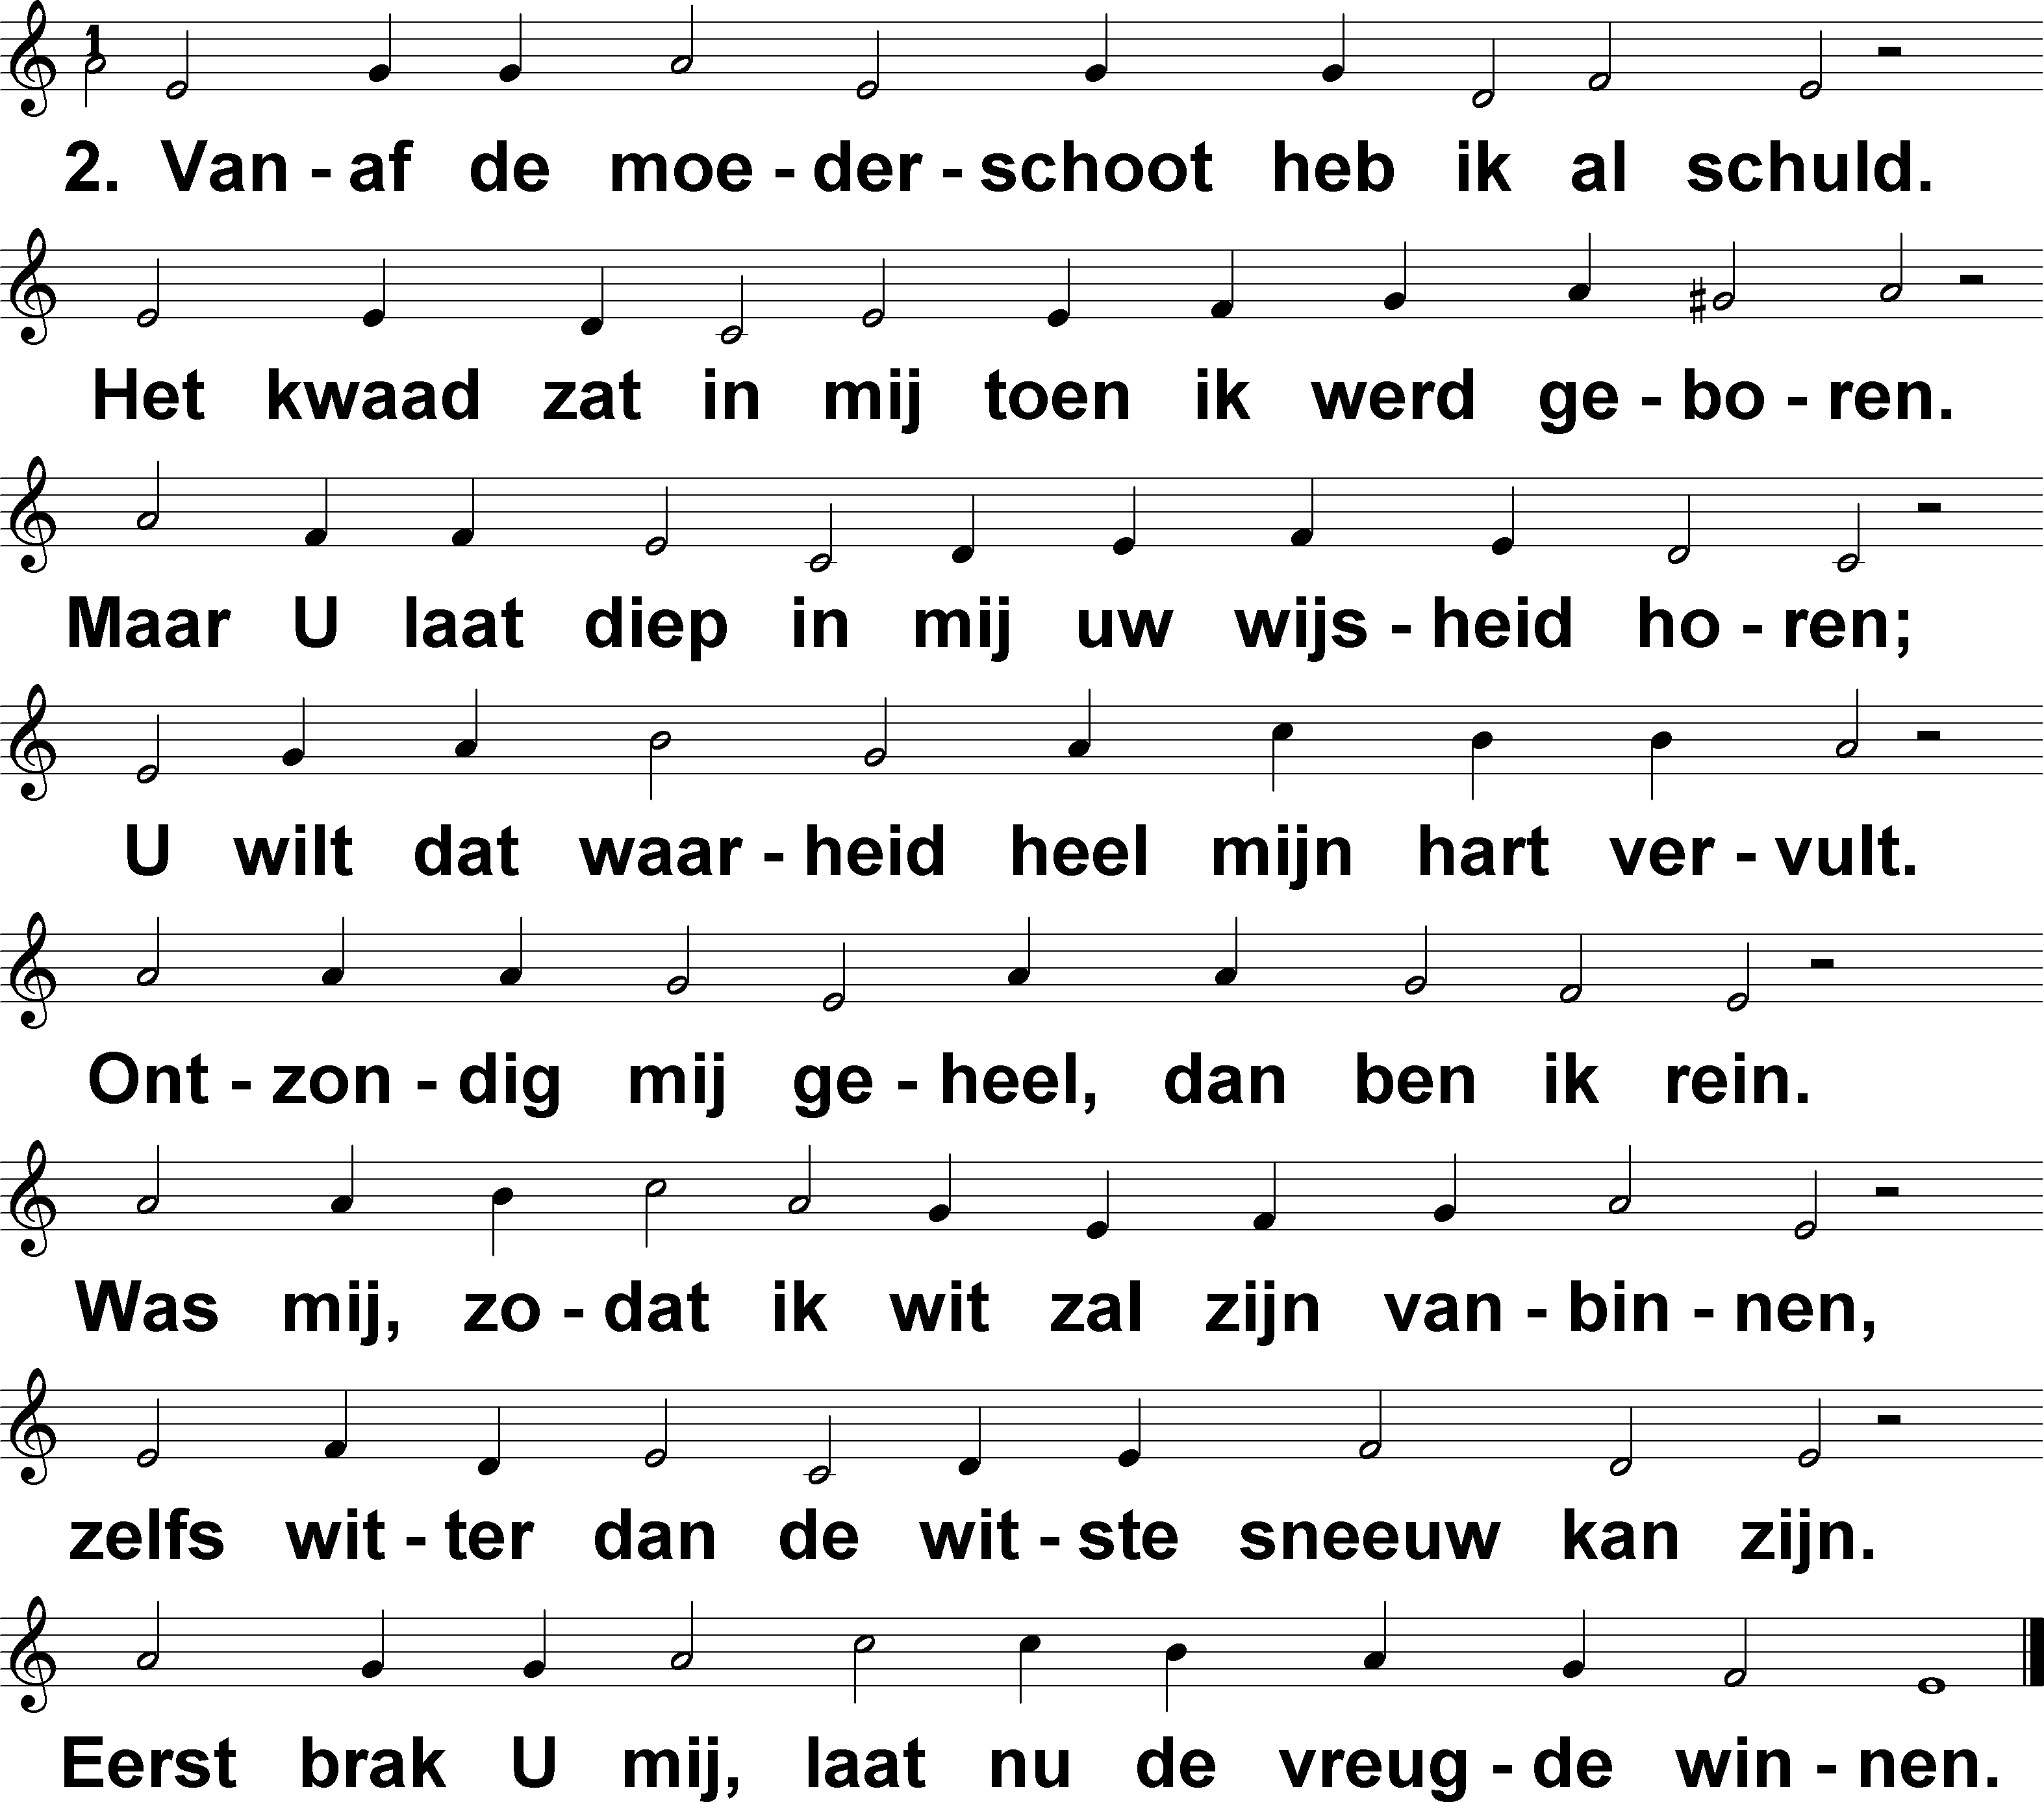 1
2. Van - af de moe - der - schoot heb ik al schuld.
Het kwaad zat in mij toen ik werd ge - bo - ren.
Maar U laat diep in mij uw wijs - heid ho - ren;
U wilt dat waar - heid heel mijn hart ver - vult.
Ont - zon - dig mij ge - heel, dan ben ik rein.
Was mij, zo - dat ik wit zal zijn van - bin - nen,
zelfs wit - ter dan de wit - ste sneeuw kan zijn.
Eerst brak U mij, laat nu de vreug - de win - nen.